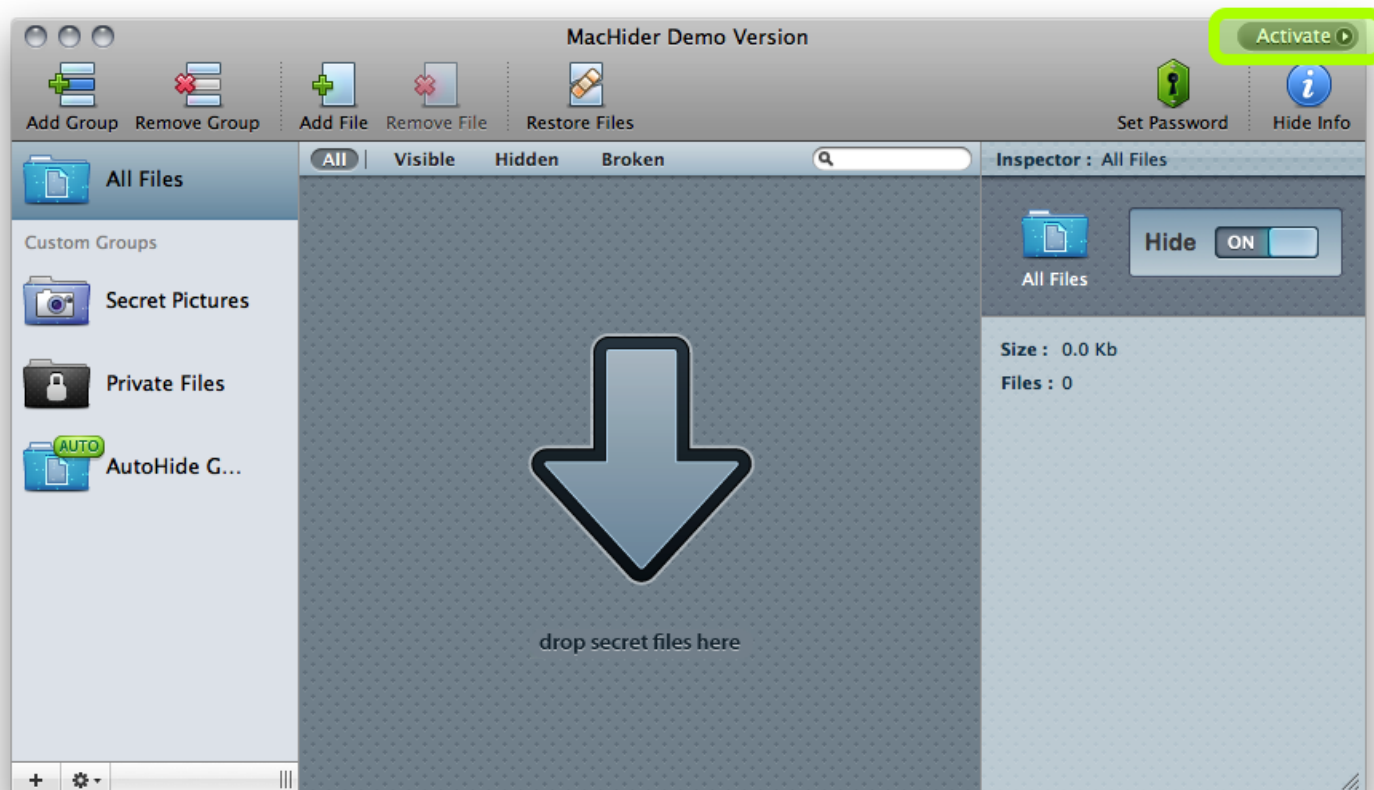 MacHider Demo Version
Activate
Add Group Remove Group Add File Remove File Restore Files Set Password Hide Info
All Files
All Visible Hidden Broken
Inspector : All Files
Custom Groups
Secret Pictures
Private Files
AUTO
AutoHide G...
drop secret files here
All Files
Hide ON
Size : 0.0 Kb
Files : 0